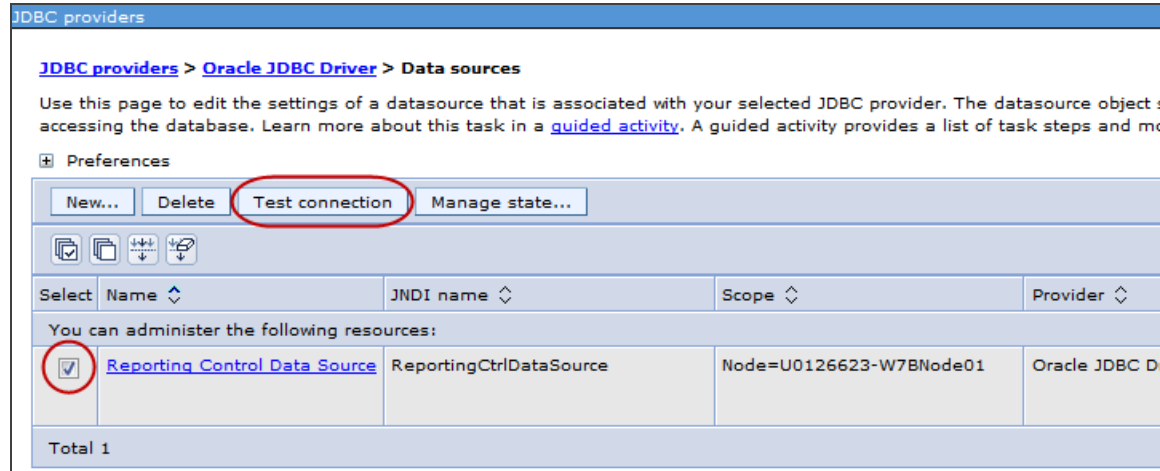 JDBC providers
JDBC providers > Oracle JDBC Driver > Data sources
Use this page to edit the settings of a datasource that is associated with your selected JDBC provider. The datasource object
accessing the database. Learn more about this task in a guided activity. A guided activity provides a list of task steps and
Preferences
New... Delete Test connection Manage state...
Select Name JNDI name Scope Provider
You can administer the following resources:
Reporting Control Data Source ReportingCtrlDataSource Node=U0126623-W7BNode01 Oracle JDBC
Total 1